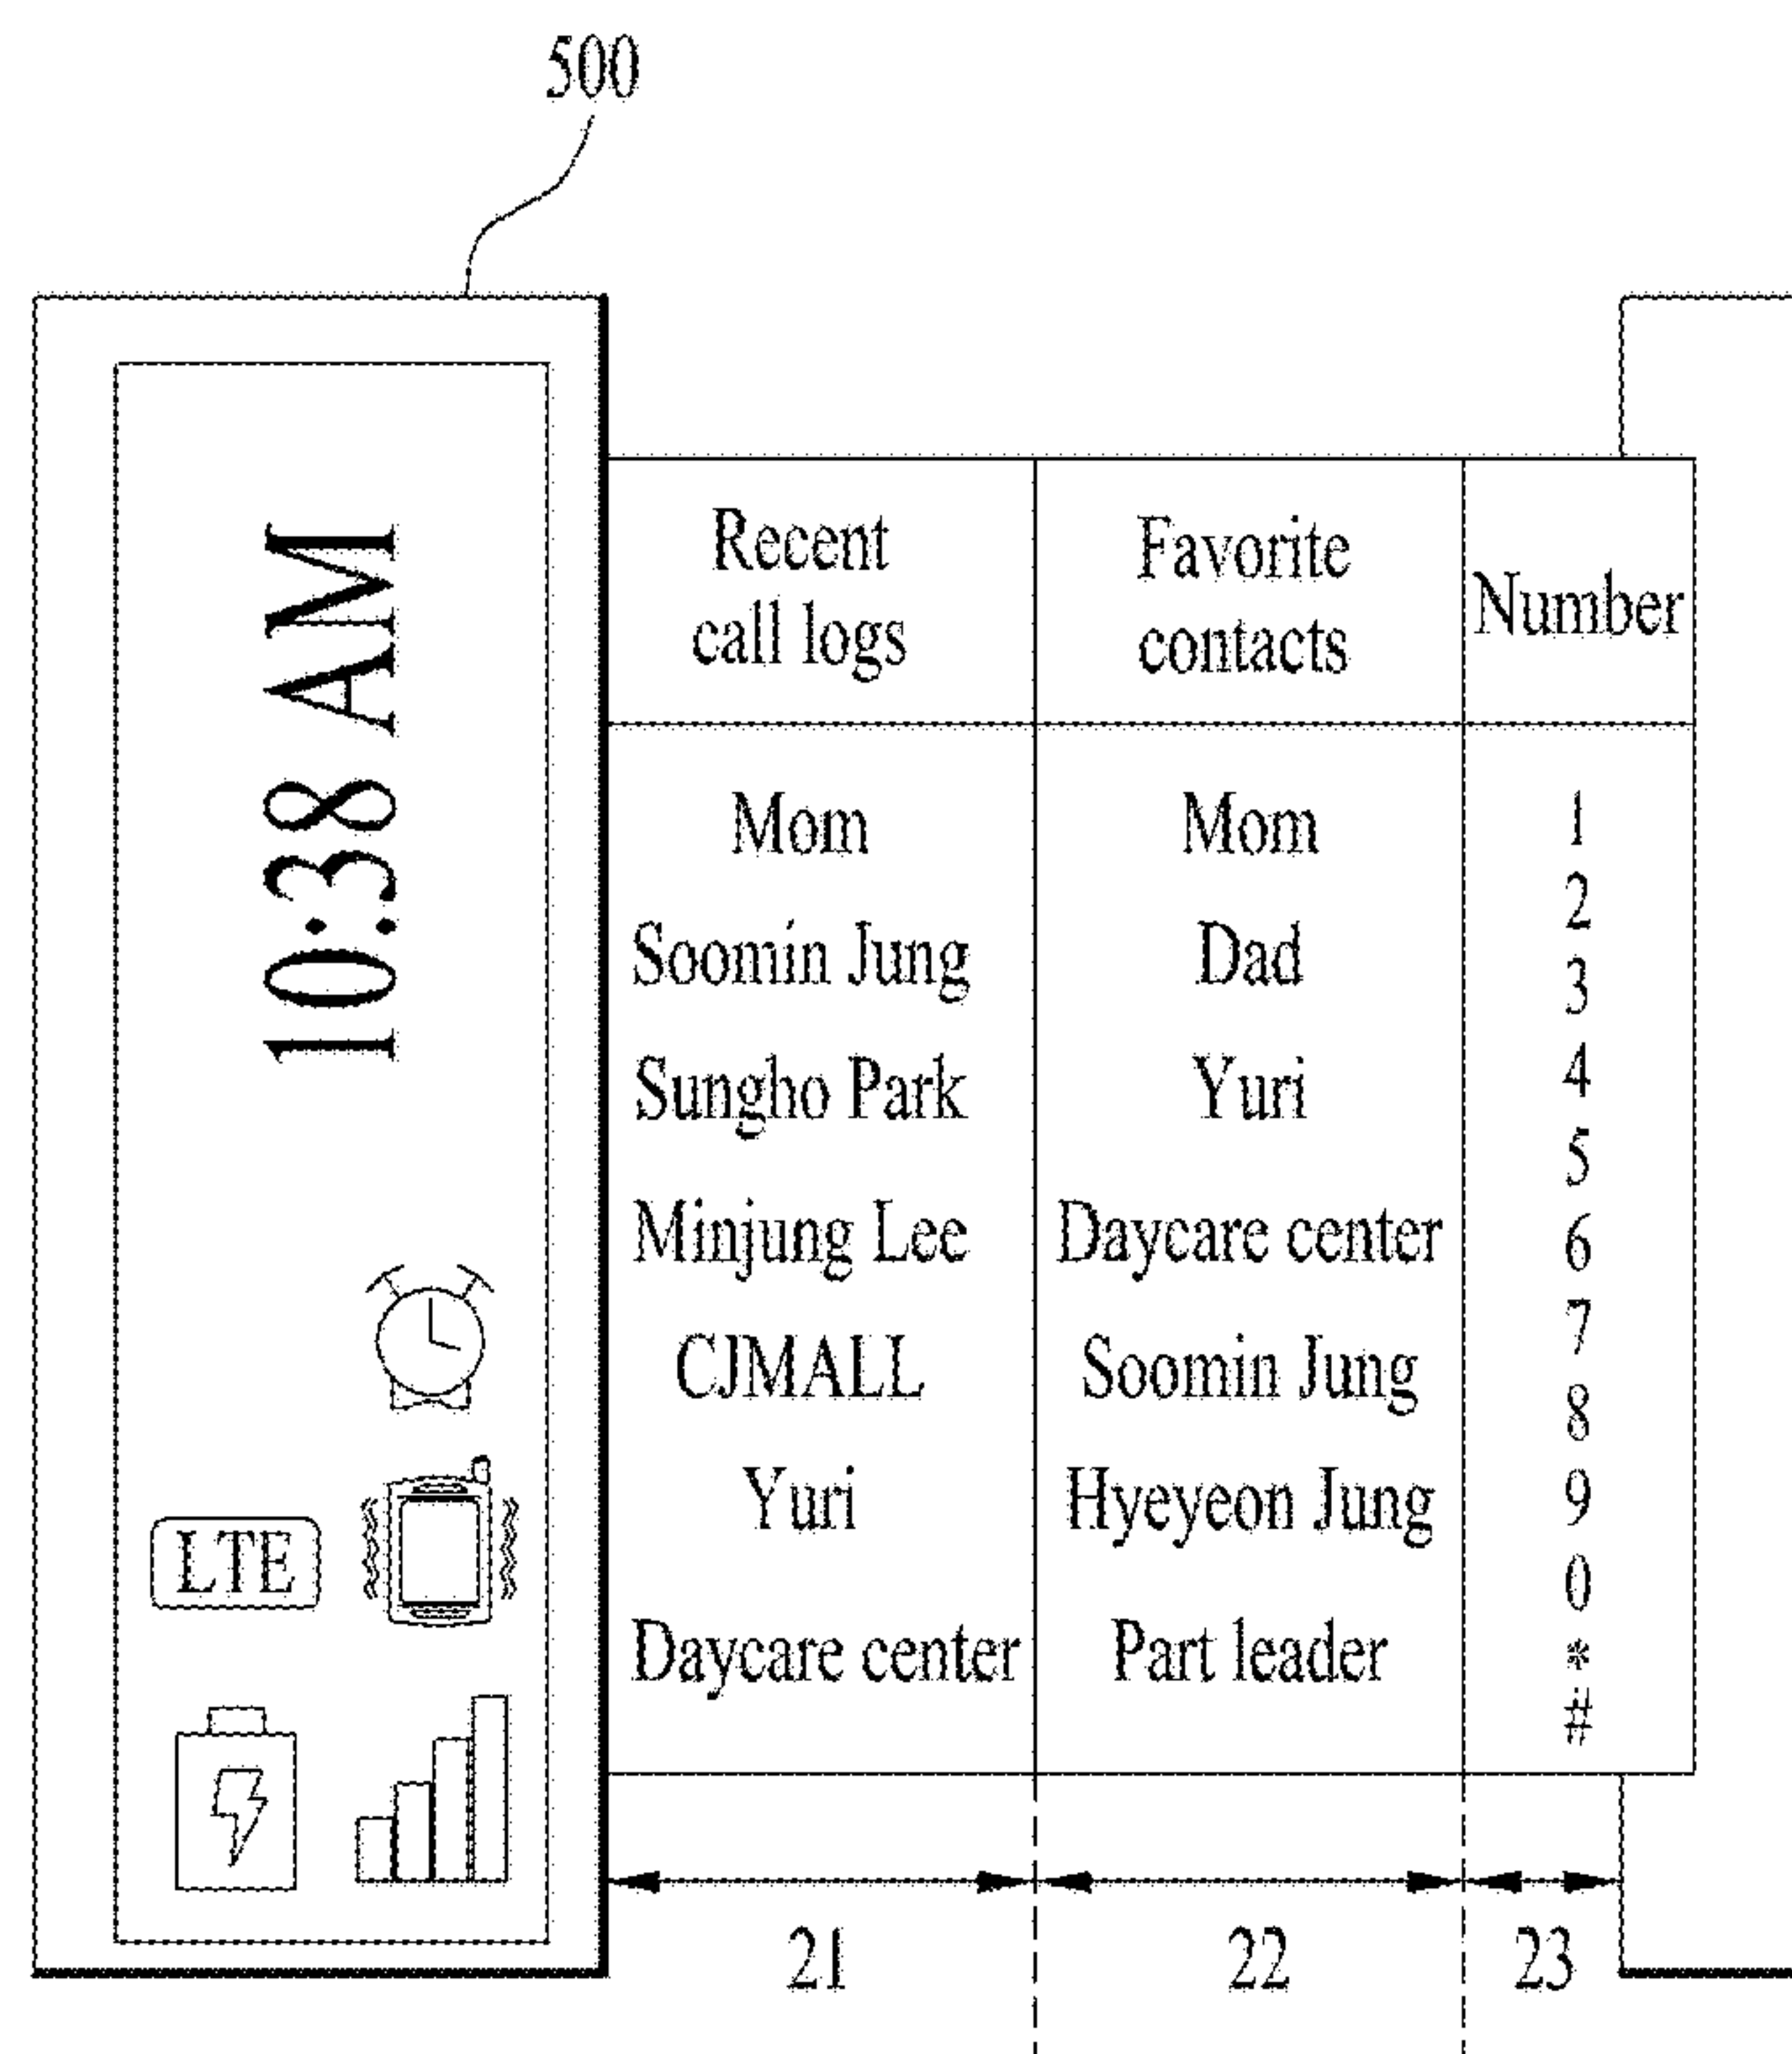 500
10:38 AM
LTE
Recent
call logs
Mom
Soomin Jung
Sungho Park
Minjung Lee
CJMALL
Yuri
Daycare center
Favorite
contacts
Mom
Dad
Yuri
Daycare center
Soomin Jung
Hyeyeon Jung
Part leader
Number
1
2
3
4
5
6
7
8
9
0
*
#
21
22
23